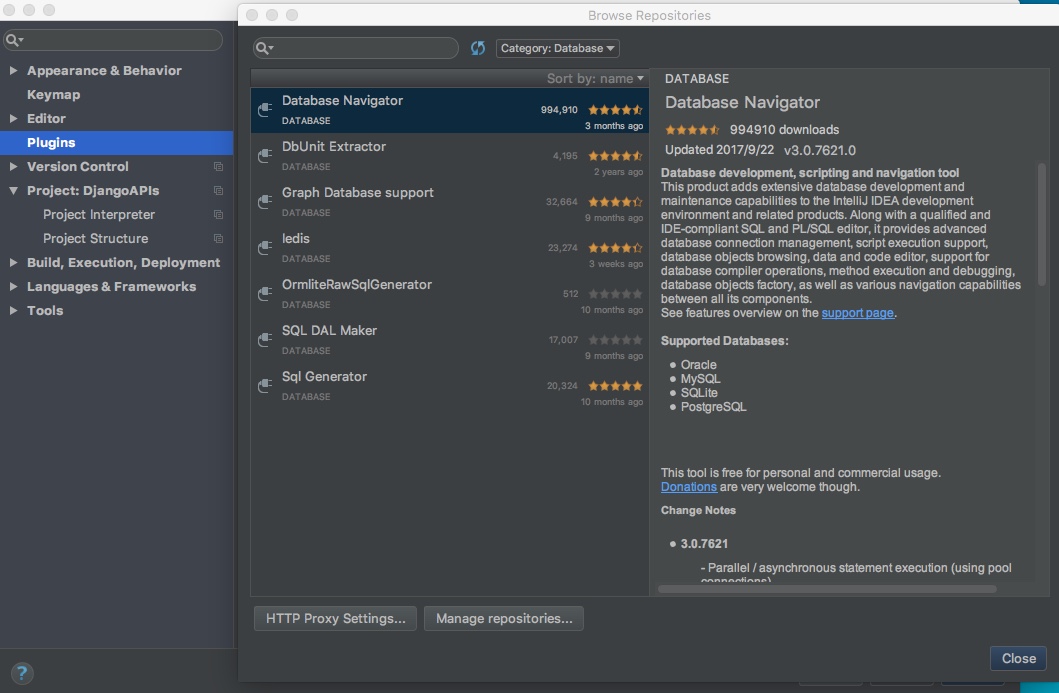 Browse Repositories
Appearance & Behavior
Keymap
Editor
Plugins
Version Control
Project: DjangoAPIs
Project Interpreter
Project Structure
Build, Execution, Deployment
Languages & Frameworks
Tools
?
Category: Database
Sort by: name
Database Navigator
994,910
DATABASE
3 months ago
DbUnit Extractor
4,195
DATABASE
2 years ago
Graph Database support
32,664
DATABASE
9 months ago
Iedis
23,274
DATABASE
3 weeks ago
OrmliteRawSqlGenerator
512
DATABASE
10 months ago
SQL DAL Maker
17,007
DATABASE
9 months ago
Sql Generator
20,324
DATABASE
10 months ago
HTTP Proxy Settings...
Manage repositories...
DATABASE
Database Navigator
994910 downloads
Updated 2017/9/22 v3.0.7621.0
Database development, scripting and navigation tool
This product adds extensive database development and
maintenance capabilities to the IntelliJ IDEA development
environment and related products. Along with a qualified and
IDE-compliant SQL and PL/SQL editor, it provides advanced
database connection management, script execution support,
database objects browsing, data and code editor, support for
database compiler operations, method execution and debugging,
database objects factory, as well as various navigation capabilities
between all its components.
See features overview on the support page.
Supported Databases:
Oracle
MySQL
SQLite
PostgreSQL
This tool is free for personal and commercial usage.
Donations are very welcome though.
Change Notes
3.0.7621
- Parallel / asynchronous statement execution (using pool
connections)
Close